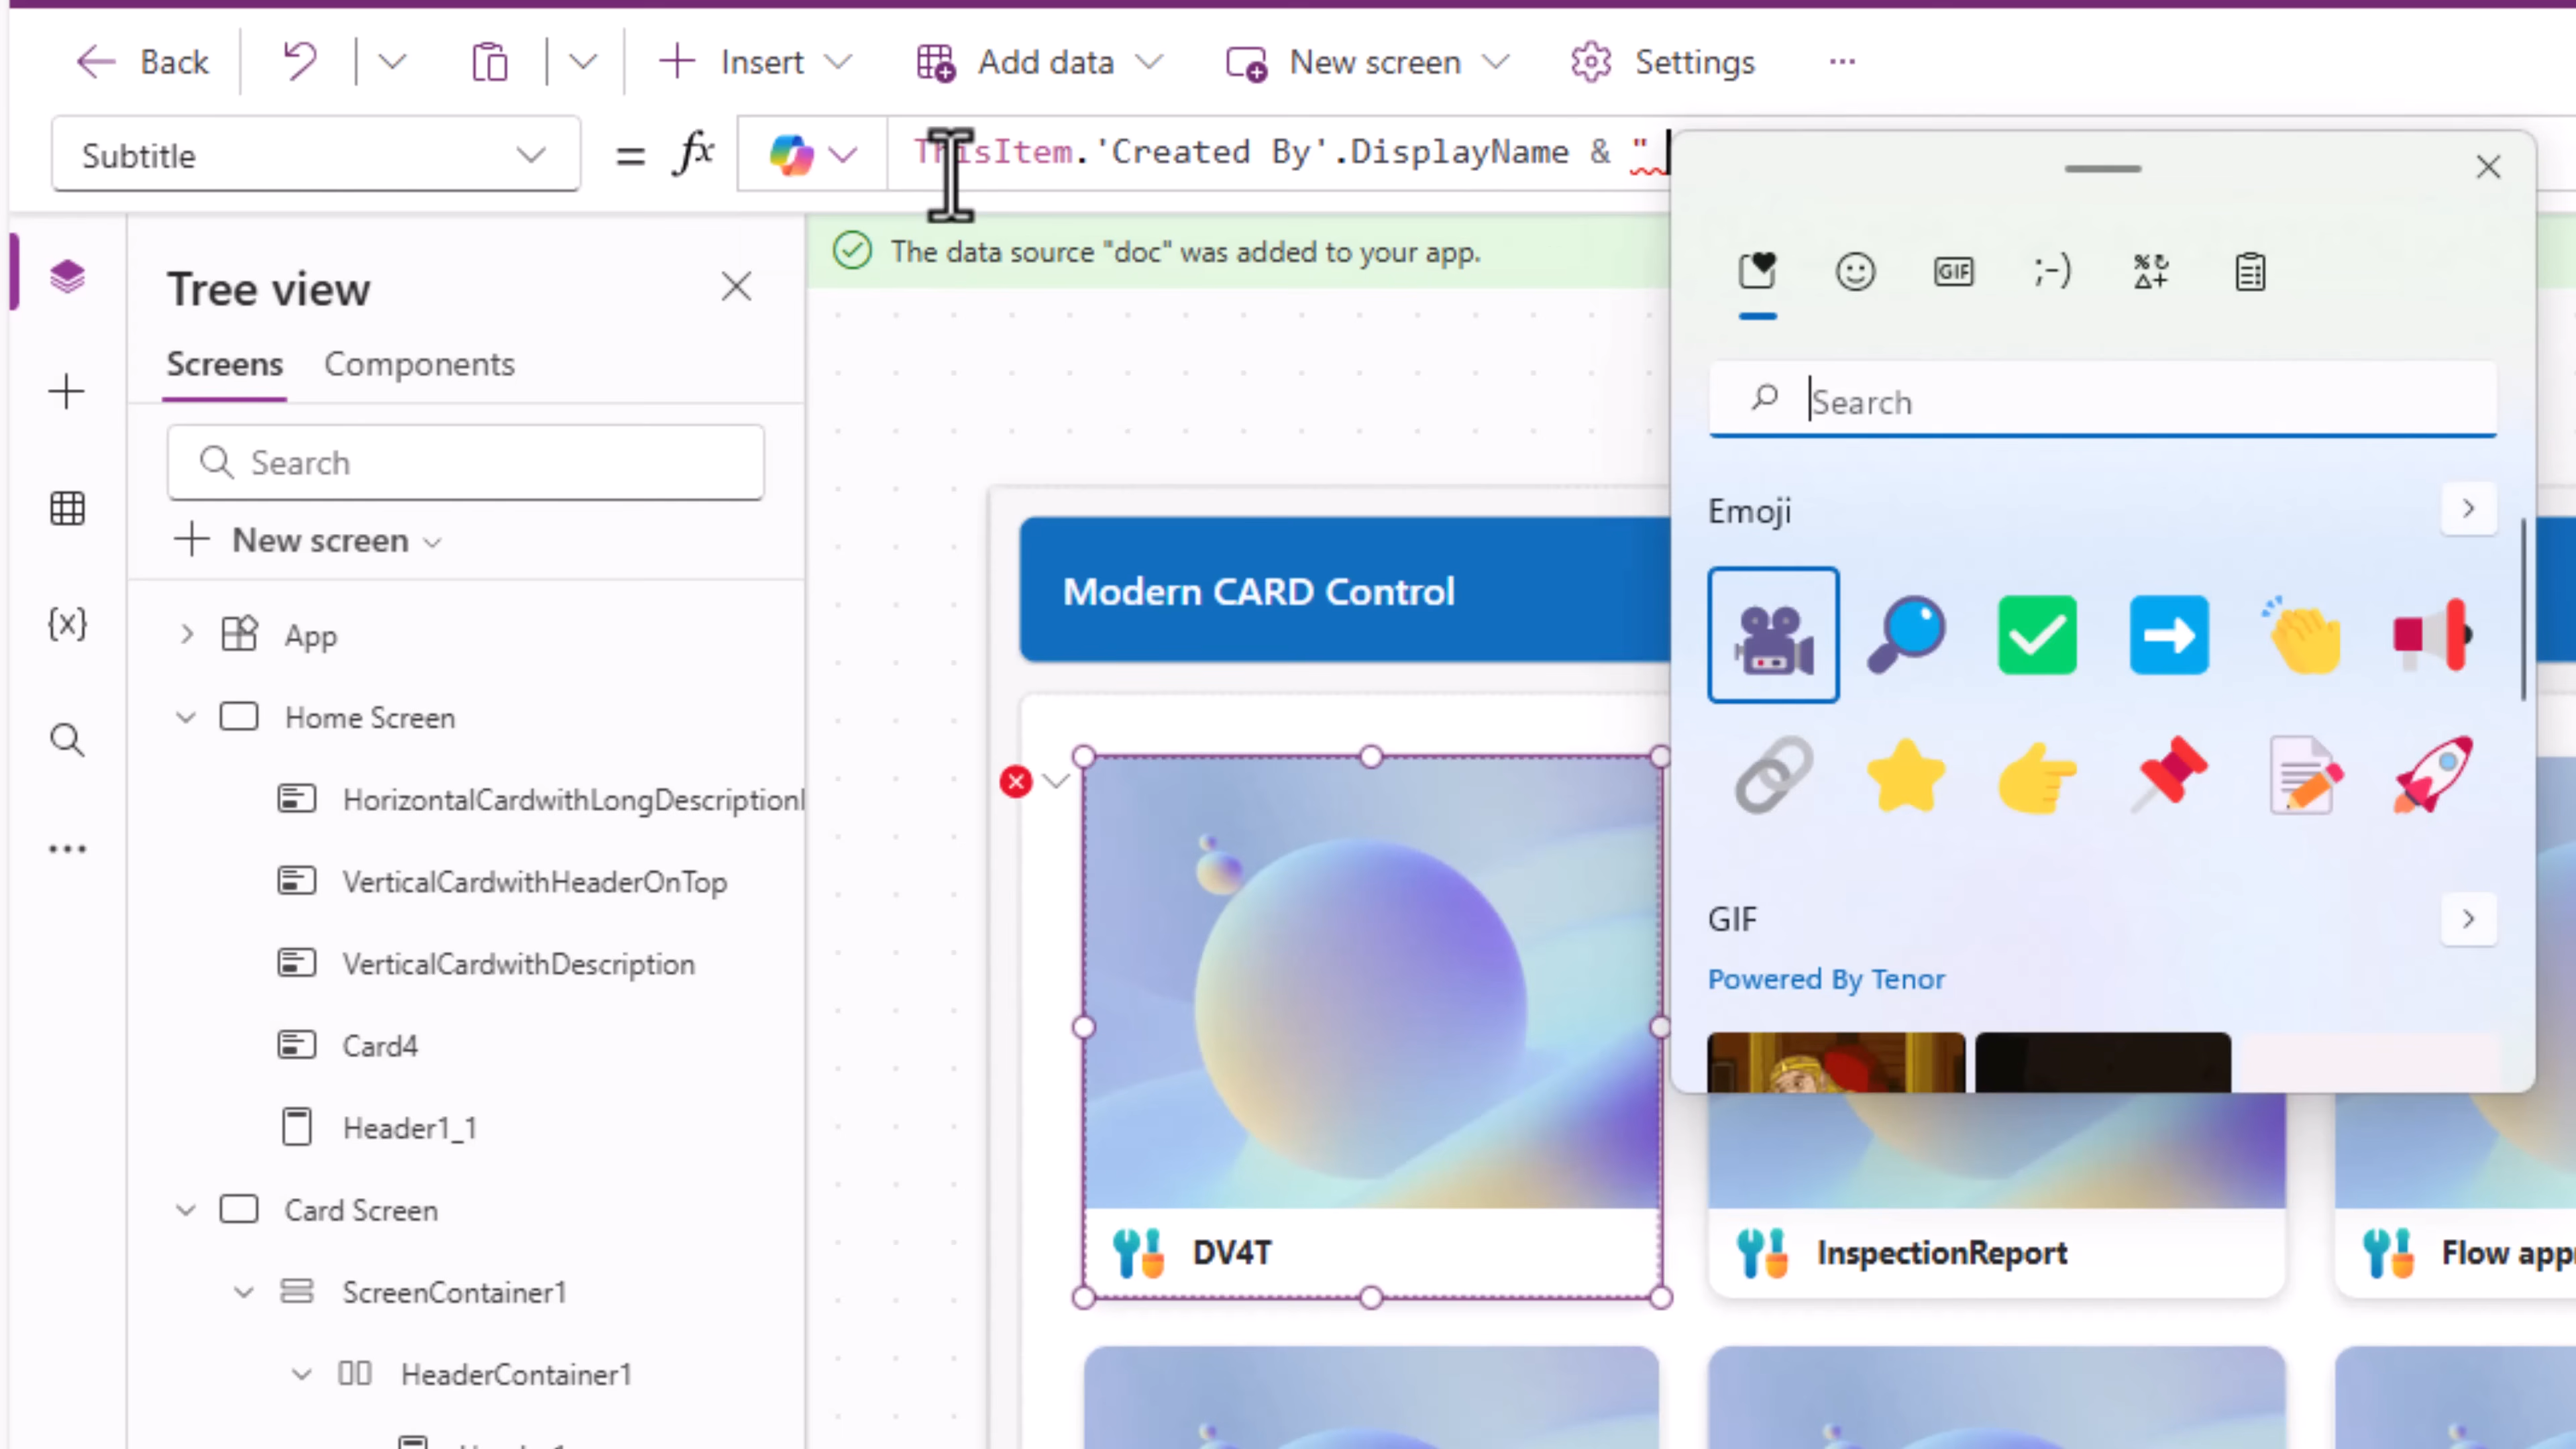 Back
Insert
Add data
New screen
Settings
Subtitle
= fx
ThisItem.'Created By'.DisplayName & "
The data source "doc" was added to your app.
Tree view
Screens
Components
Search
New screen
App
Home Screen
HorizontalCardwithLongDescription
VerticalCardwithHeaderOnTop
VerticalCardwithDescription
Card4
Header1_1
Card Screen
ScreenContainer1
HeaderContainer1
Modern CARD Control
DV4T
InspectionReport
Flow app
GIF
;-)
Search
Emoji
GIF
Powered By Tenor